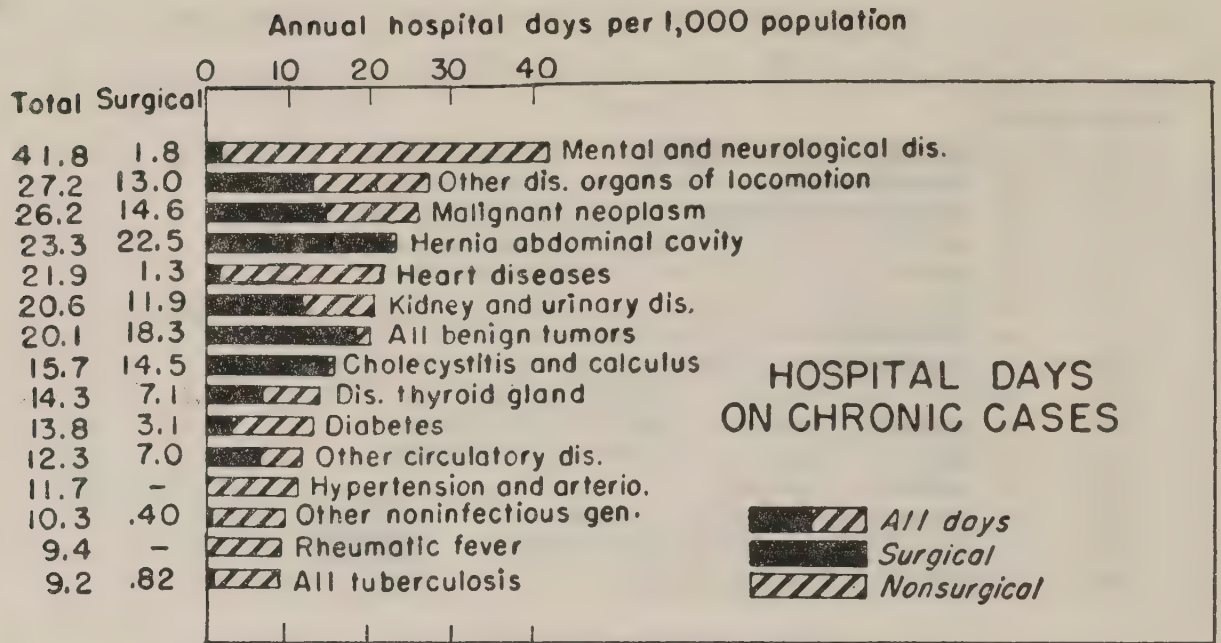 Annual hospital days per 1,000 population
0 10 20 30 40
Total Surgical
41.8 1.8 Mental and neurological dis.
27.2 13.0 Other dis. organs of locomotion
26.2 14.6 Malignant neoplasm
23.3 22.5 Hernia abdominal cavity
21.9 1.3 Heart diseases
20.6 11.9 Kidney and urinary dis.
20.1 18.3 All benign tumors
15.7 14.5 Cholecystitis and calculus
14.3 7.1 Dis. thyroid gland
13.8 3.1 Diabetes
12.3 7.0 Other circulatory dis.
11.7 - Hypertension and arterio.
10.3 .40 Other noninfectious gen.
9.4 - Rheumatic fever
9.2 .82 All tuberculosis
HOSPITAL DAYS
ON CHRONIC CASES
All days
Surgical
Nonsurgical